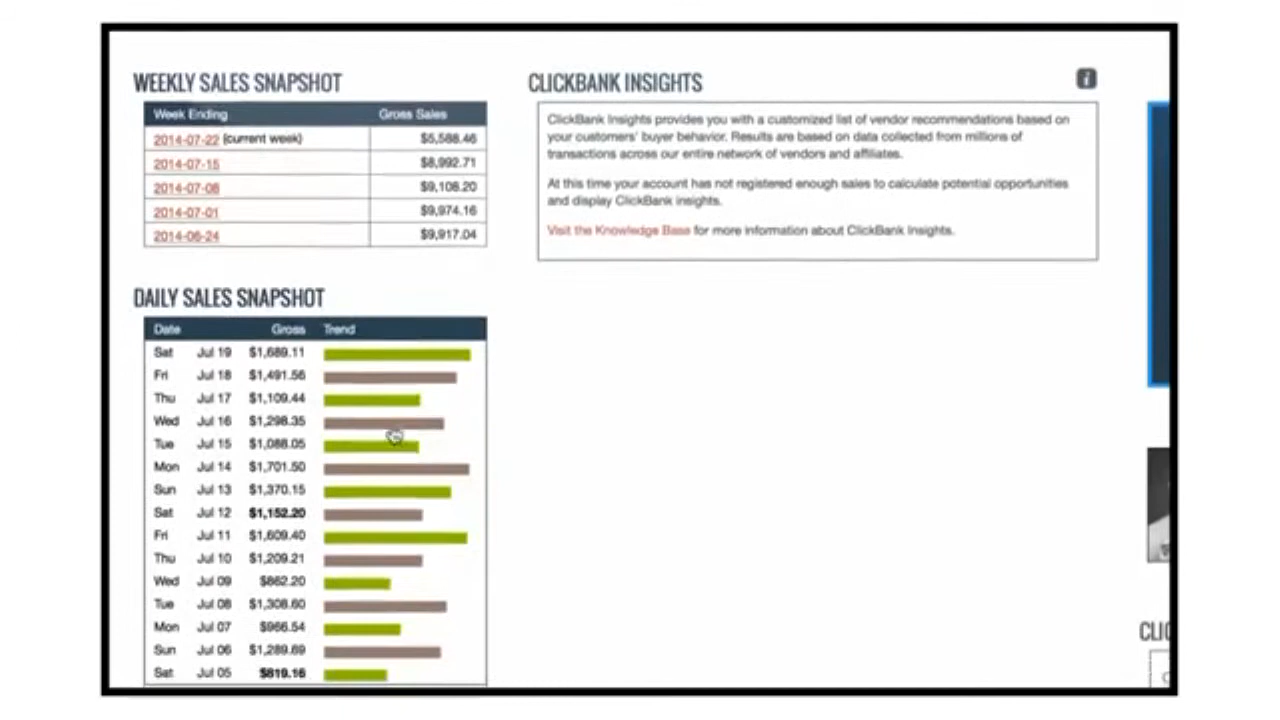 WEEKLY SALES SNAPSHOT
Week Ending Gross Sales
2014-07-22 (current week) $5,588.46
2014-07-15 $8,992.71
2014-07-08 $9,108.20
2014-07-01 $9,974.16
2014-06-24 $9,917.04
CLICKBANK INSIGHTS
ClickBank Insights provides you with a customized list of vendor recommendations based on
your customers' buyer behavior. Results are based on data collected from millions of
transactions across our entire network of vendors and affiliates.
At this time your account has not registered enough sales to calculate potential opportunities
and display ClickBank insights.
Visit the Knowledge Base for more information about ClickBank Insights.
DAILY SALES SNAPSHOT
Date Gross Trend
Sat Jul 19 $1,689.11
Fri Jul 18 $1,491.56
Thu Jul 17 $1,109.44
Wed Jul 16 $1,298.35
Tue Jul 15 $1,088.05
Mon Jul 14 $1,701.50
Sun Jul 13 $1,370.15
Sat Jul 12 $1,152.20
Fri Jul 11 $1,609.40
Thu Jul 10 $1,209.21
Wed Jul 09 $862.20
Tue Jul 08 $1,308.60
Mon Jul 07 $966.54
Sun Jul 06 $1,289.69
Sat Jul 05 $819.16
CLIC